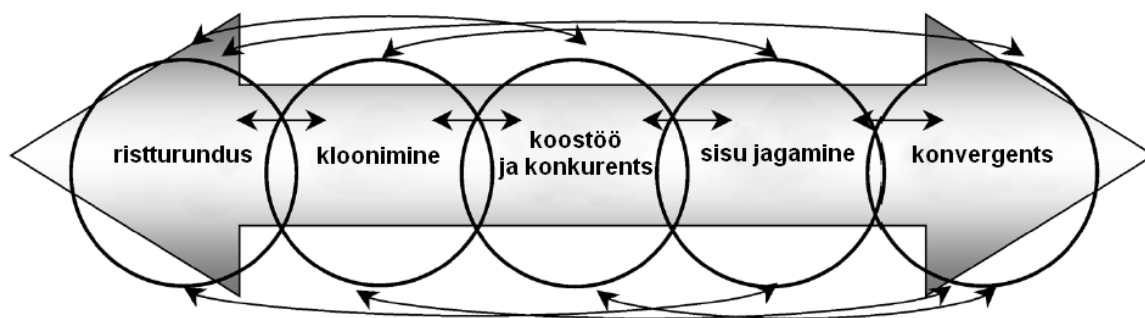 ristturundus
kloonimine
koostöö
ja konkurents
sisu jagamine
konvergents